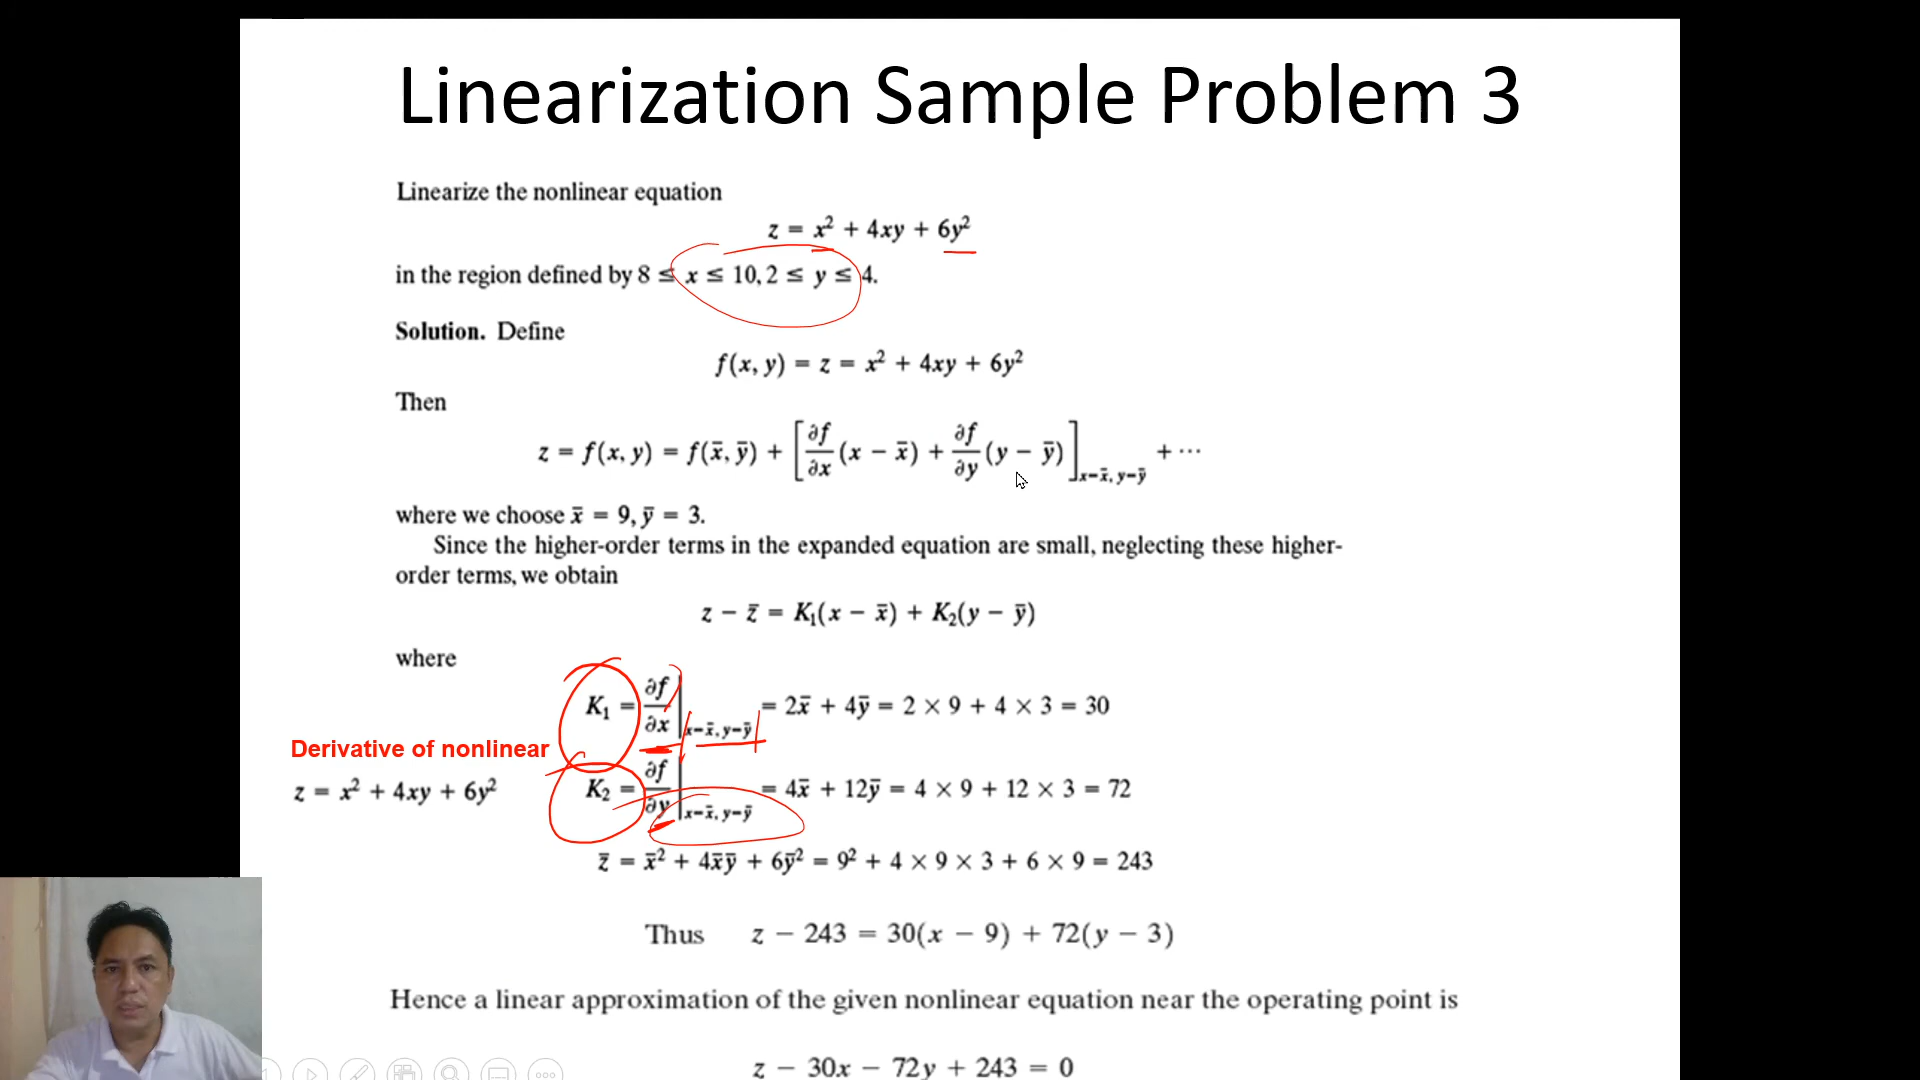 Linearization Sample Problem 3
Linearize the nonlinear equation
z = x² + 4xy + 6y²
in the region defined by 8 ≤ x ≤ 10, 2 ≤ y ≤ 4.
Solution. Define
f(x, y) = z = x² + 4xy + 6y²
Then
z = f(x, y) = f(x̄, ȳ) + [∂f/∂x (x − x̄) + ∂f/∂y (y − ȳ)]x=x̄, y=ȳ + ⋯
where we choose x̄ = 9, ȳ = 3.
Since the higher-order terms in the expanded equation are small, neglecting these higher-
order terms, we obtain
z − z̄ = K₁(x − x̄) + K₂(y − ȳ)
where
K₁ = ∂f/∂x |x=x̄, y=ȳ = 2x̄ + 4ȳ = 2 × 9 + 4 × 3 = 30
Derivative of nonlinear
z = x² + 4xy + 6y²
K₂ = ∂f/∂y |x=x̄, y=ȳ = 4x̄ + 12ȳ = 4 × 9 + 12 × 3 = 72
z̄ = x̄² + 4x̄ȳ + 6ȳ² = 9² + 4 × 9 × 3 + 6 × 9 = 243
Thus z − 243 = 30(x − 9) + 72(y − 3)
Hence a linear approximation of the given nonlinear equation near the operating point is
z − 30x − 72y + 243 = 0